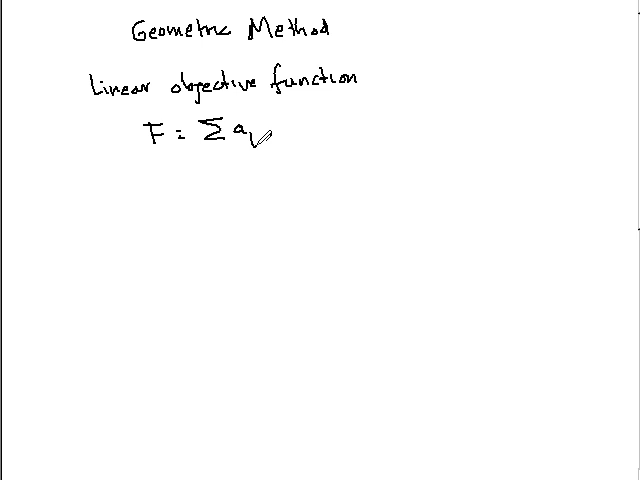 Geometric Method
Linear objective function
F = Σ a